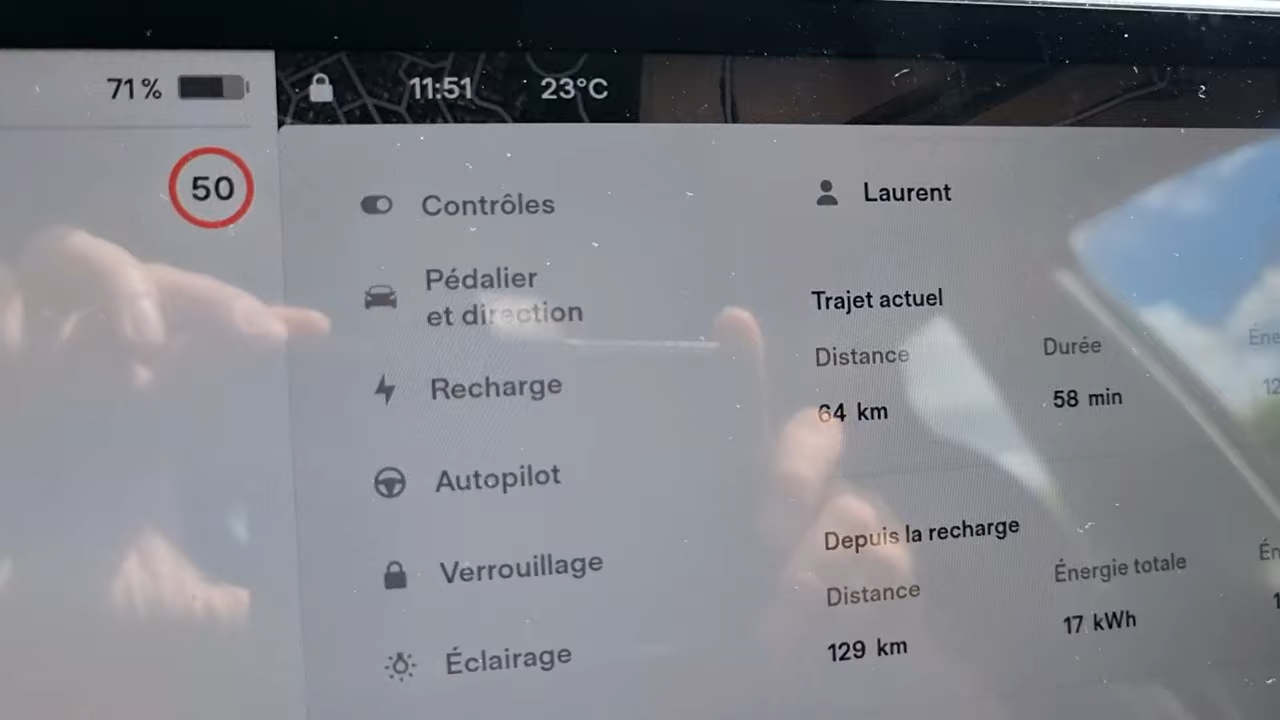 71 %
11:51
23°C
50
Contrôles
Pédalier
et direction
Recharge
Autopilot
Verrouillage
Éclairage
Laurent
Trajet actuel
Distance
Durée
64 km
58 min
Depuis la recharge
Distance
Énergie totale
129 km
17 kWh